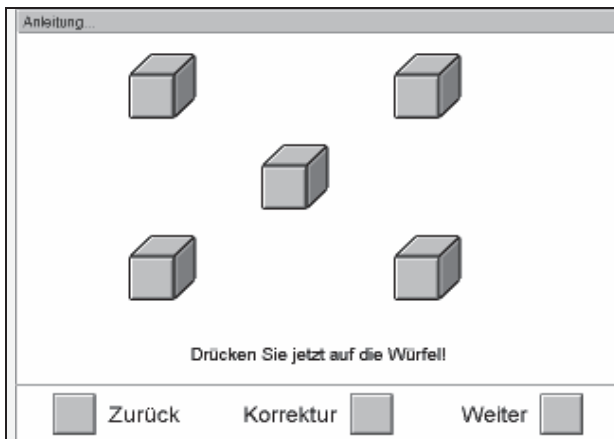 Anleitung...
Drücken Sie jetzt auf die Würfel!
Zurück Korrektur Weiter